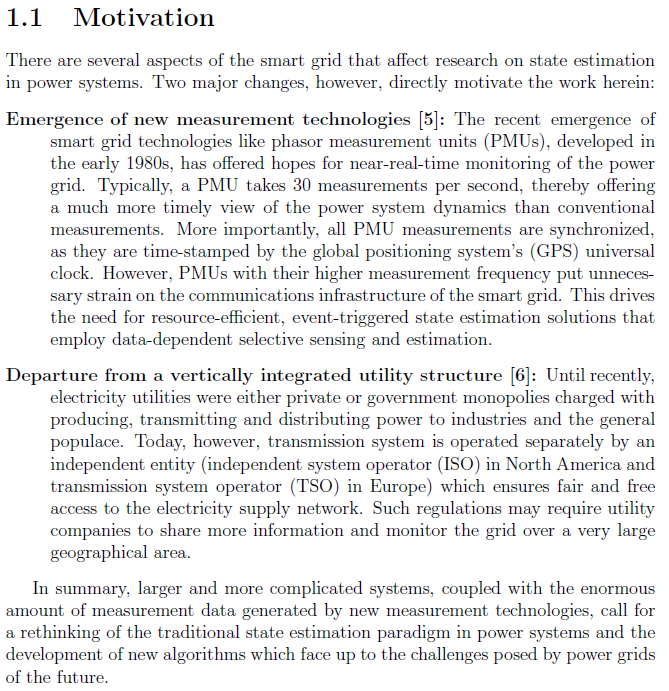 1.1 Motivation
There are several aspects of the smart grid that affect research on state estimation
in power systems. Two major changes, however, directly motivate the work herein:
Emergence of new measurement technologies [5]: The recent emergence of
smart grid technologies like phasor measurement units (PMUs), developed in
the early 1980s, has offered hopes for near-real-time monitoring of the power
grid. Typically, a PMU takes 30 measurements per second, thereby offering
a much more timely view of the power system dynamics than conventional
measurements. More importantly, all PMU measurements are synchronized,
as they are time-stamped by the global positioning system's (GPS) universal
clock. However, PMUs with their higher measurement frequency put unneces-
sary strain on the communications infrastructure of the smart grid. This drives
the need for resource-efficient, event-triggered state estimation solutions that
employ data-dependent selective sensing and estimation.
Departure from a vertically integrated utility structure [6]: Until recently,
electricity utilities were either private or government monopolies charged with
producing, transmitting and distributing power to industries and the general
populace. Today, however, transmission system is operated separately by an
independent entity (independent system operator (ISO) in North America and
transmission system operator (TSO) in Europe) which ensures fair and free
access to the electricity supply network. Such regulations may require utility
companies to share more information and monitor the grid over a very large
geographical area.
In summary, larger and more complicated systems, coupled with the enormous
amount of measurement data generated by new measurement technologies, call for
a rethinking of the traditional state estimation paradigm in power systems and the
development of new algorithms which face up to the challenges posed by power grids
of the future.